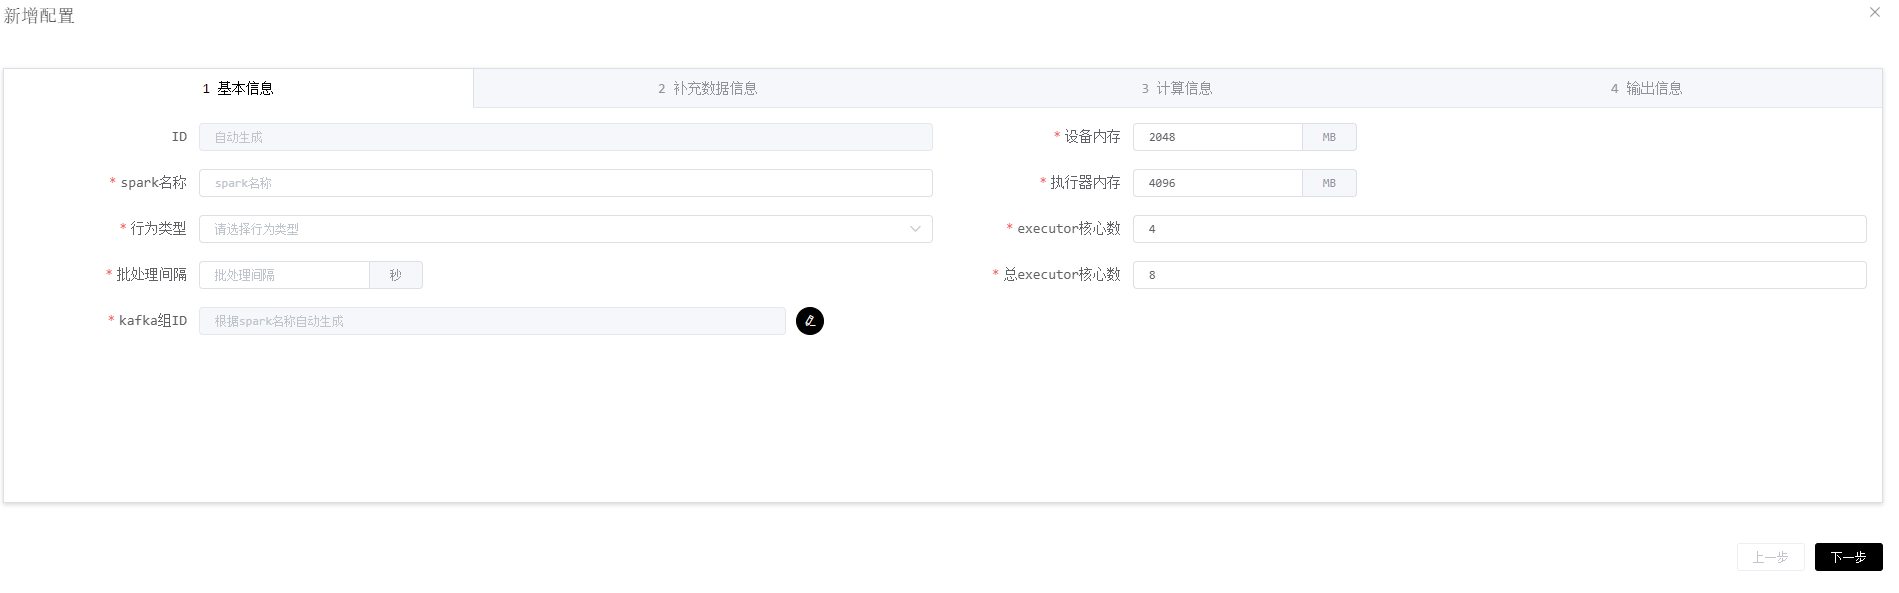 新增配置
1 基本信息
2 补充数据信息
3 计算信息
4 输出信息
ID 自动生成
* spark名称 spark名称
* 行为类型 请选择行为类型
* 批处理间隔 批处理间隔 秒
* kafka组ID 根据spark名称自动生成
* 设备内存 2048 MB
* 执行器内存 4096 MB
* executor核心数 4
* 总executor核心数 8
上一步
下一步